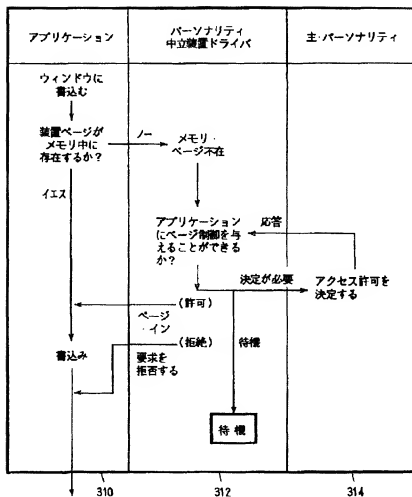 アプリケーション
パーソナリティ
中立装置ドライバ
主・パーソナリティ
ウィンドウに
書込む
装置ページが
メモリ中に
存在するか？
ノー
メモリ・
ページ不在
イエス
アプリケーション
にページ制御を与
えることができる
か？
応答
決定が必要
アクセス許可を
決定する
(許可)
ページ
・イン
書込み
(拒絶)
要求を
拒否する
待機
待機
310
312
314